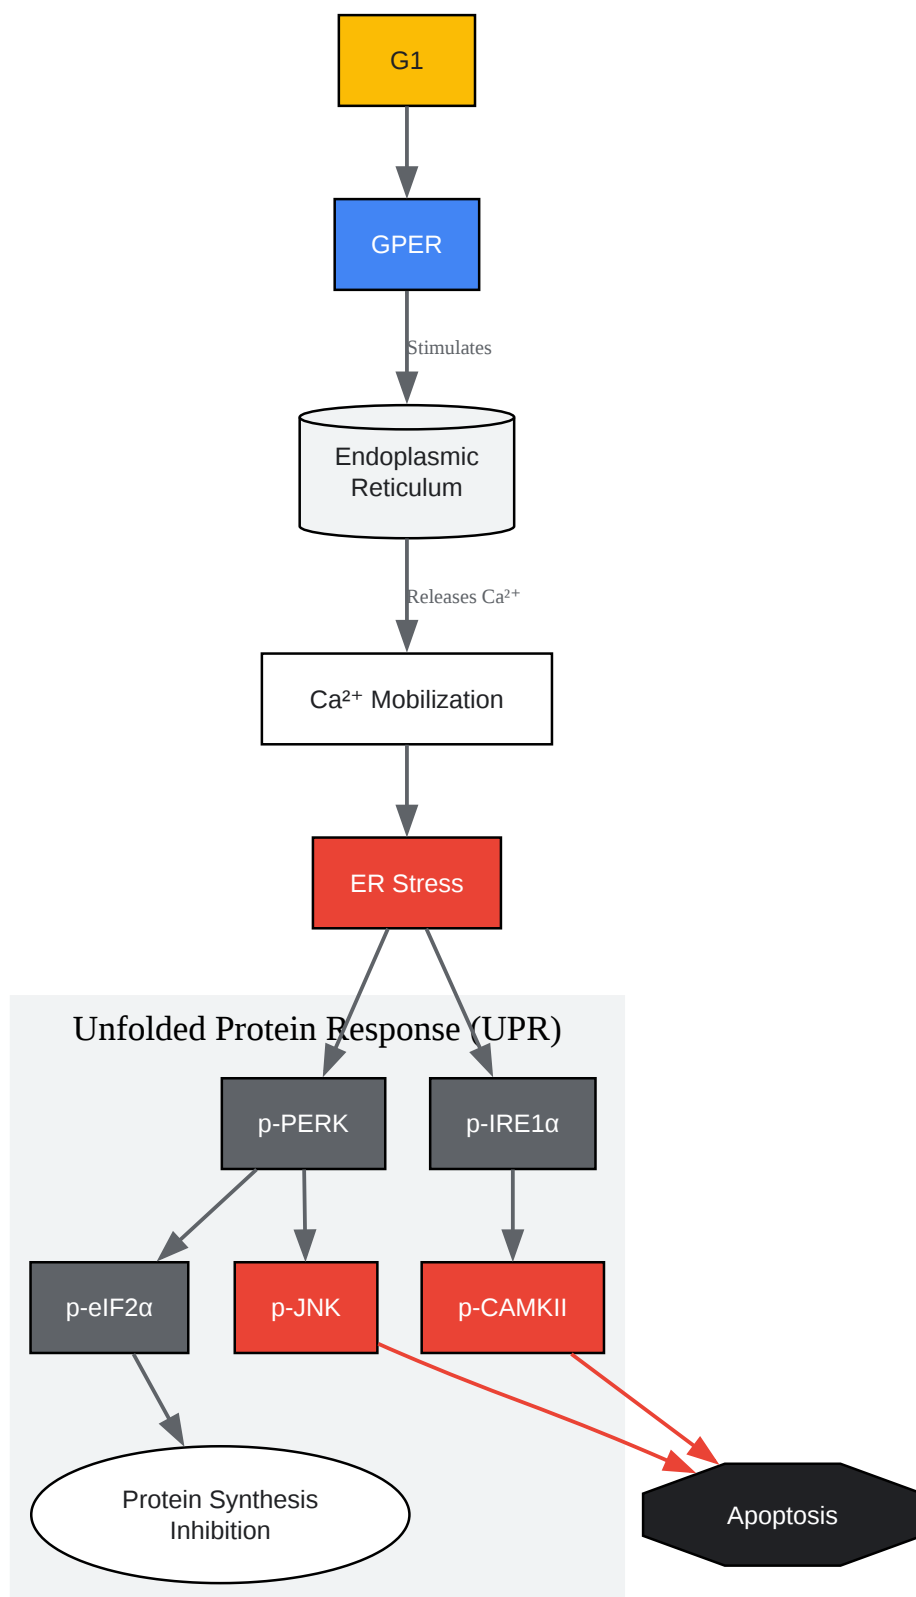 G1
GPER
Stimulates
Endoplasmic
Reticulum
Releases Ca²⁺
Ca²⁺ Mobilization
ER Stress
Unfolded Protein Response (UPR)
p-PERK
p-IRE1α
p-eIF2α
p-JNK
p-CAMKII
Protein Synthesis
Inhibition
Apoptosis